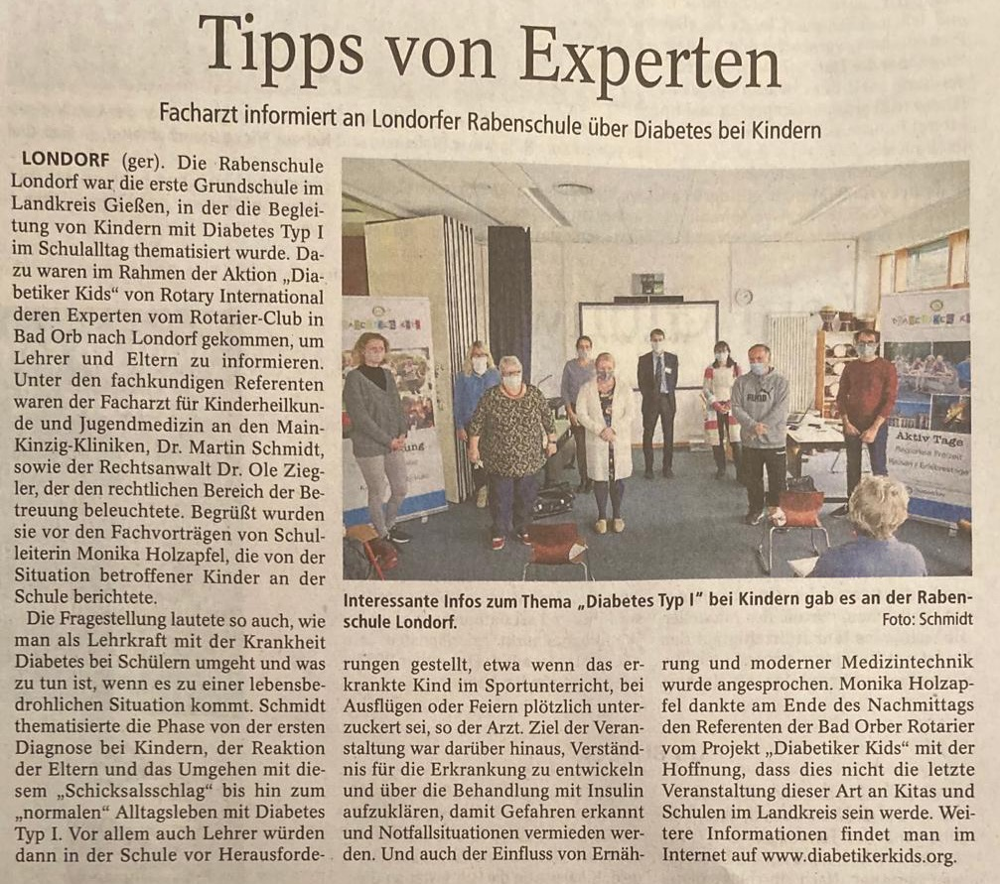 Tipps von Experten
Facharzt informiert an Londorfer Rabenschule über Diabetes bei Kindern
LONDORF (ger). Die Rabenschule
Londorf war die erste Grundschule im
Landkreis Gießen, in der die Beglei-
tung von Kindern mit Diabetes Typ I
im Schulalltag thematisiert wurde. Da-
zu waren im Rahmen der Aktion „Dia-
betiker Kids“ von Rotary International
deren Experten vom Rotarier-Club in
Bad Orb nach Londorf gekommen, um
Lehrer und Eltern zu informieren.
Unter den fachkundigen Referenten
waren der Facharzt für Kinderheilkun-
de und Jugendmedizin an den Main-
Kinzig-Kliniken, Dr. Martin Schmidt,
sowie der Rechtsanwalt Dr. Ole Zieg-
ler, der den rechtlichen Bereich der Be-
treuung beleuchtete. Begrüßt wurden
sie vor den Fachvorträgen von Schul-
leiterin Monika Holzapfel, die von der
Situation betroffener Kinder an der
Schule berichtete.
Die Fragestellung lautete so auch, wie
man als Lehrkraft mit der Krankheit
Diabetes bei Schülern umgeht und was
zu tun ist, wenn es zu einer lebensbe-
drohlichen Situation kommt. Schmidt
thematisierte die Phase von der ersten
Diagnose bei Kindern, der Reaktion
der Eltern und das Umgehen mit die-
sem „Schicksalsschlag“ bis hin zum
„normalen“ Alltagsleben mit Diabetes
Typ I. Vor allem auch Lehrer würden
dann in der Schule vor Herausforde-
Aktiv Tage
Interessante Infos zum Thema „Diabetes Typ I“ bei Kindern gab es an der Raben-
schule Londorf. Foto: Schmidt
rungen gestellt, etwa wenn das er-
krankte Kind im Sportunterricht, bei
Ausflügen oder Feiern plötzlich unter-
zuckert sei, so der Arzt. Ziel der Veran-
staltung war darüber hinaus, Verständ-
nis für die Erkrankung zu entwickeln
und über die Behandlung mit Insulin
aufzuklären, damit Gefahren erkannt
und Notfallsituationen vermieden wer-
den. Und auch der Einfluss von Ernäh-
rung und moderner Medizintechnik
wurde angesprochen. Monika Holzap-
fel dankte am Ende des Nachmittags
den Referenten der Bad Orber Rotarier
vom Projekt „Diabetiker Kids“ mit der
Hoffnung, dass dies nicht die letzte
Veranstaltung dieser Art an Kitas und
Schulen im Landkreis sein werde. Wei-
tere Informationen findet man im
Internet auf www.diabetikerkids.org.